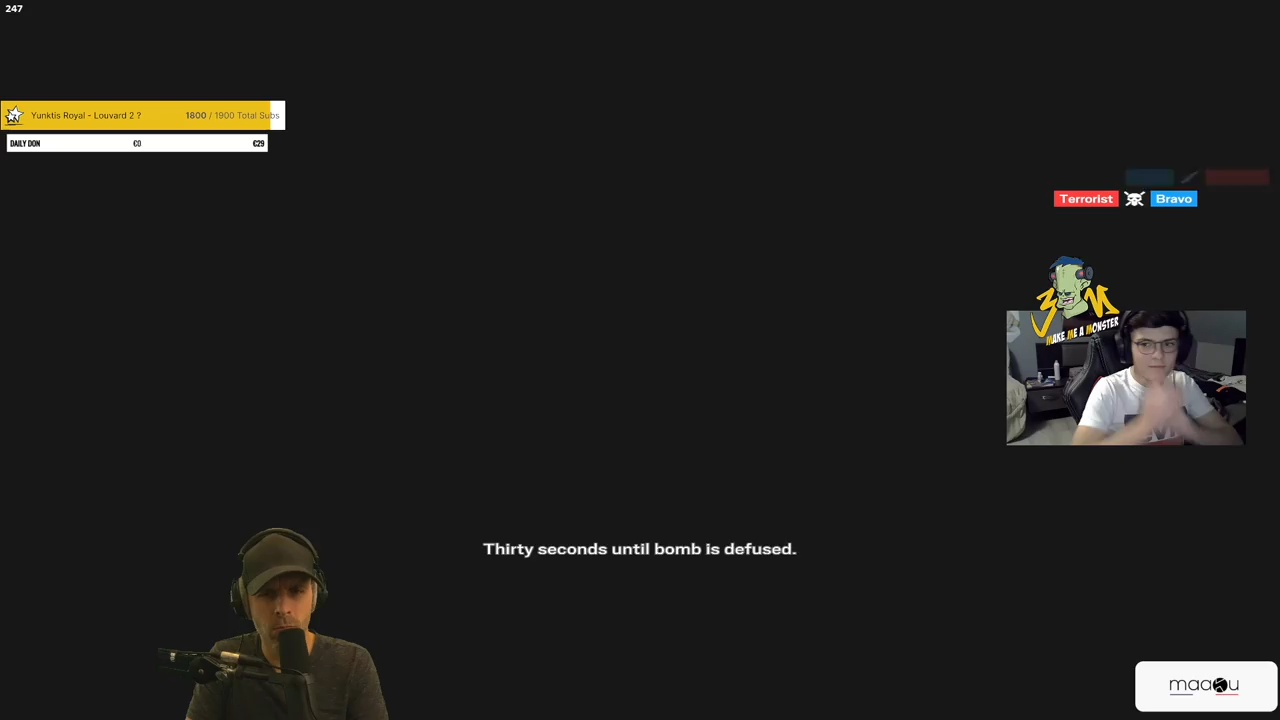 247
Yunktis Royal - Louvard 2 ? 1800 / 1900 Total Subs
DAILY DON €0 €29
Terrorist Bravo
MAKE ME A MONSTER
Thirty seconds until bomb is defused.
maaku